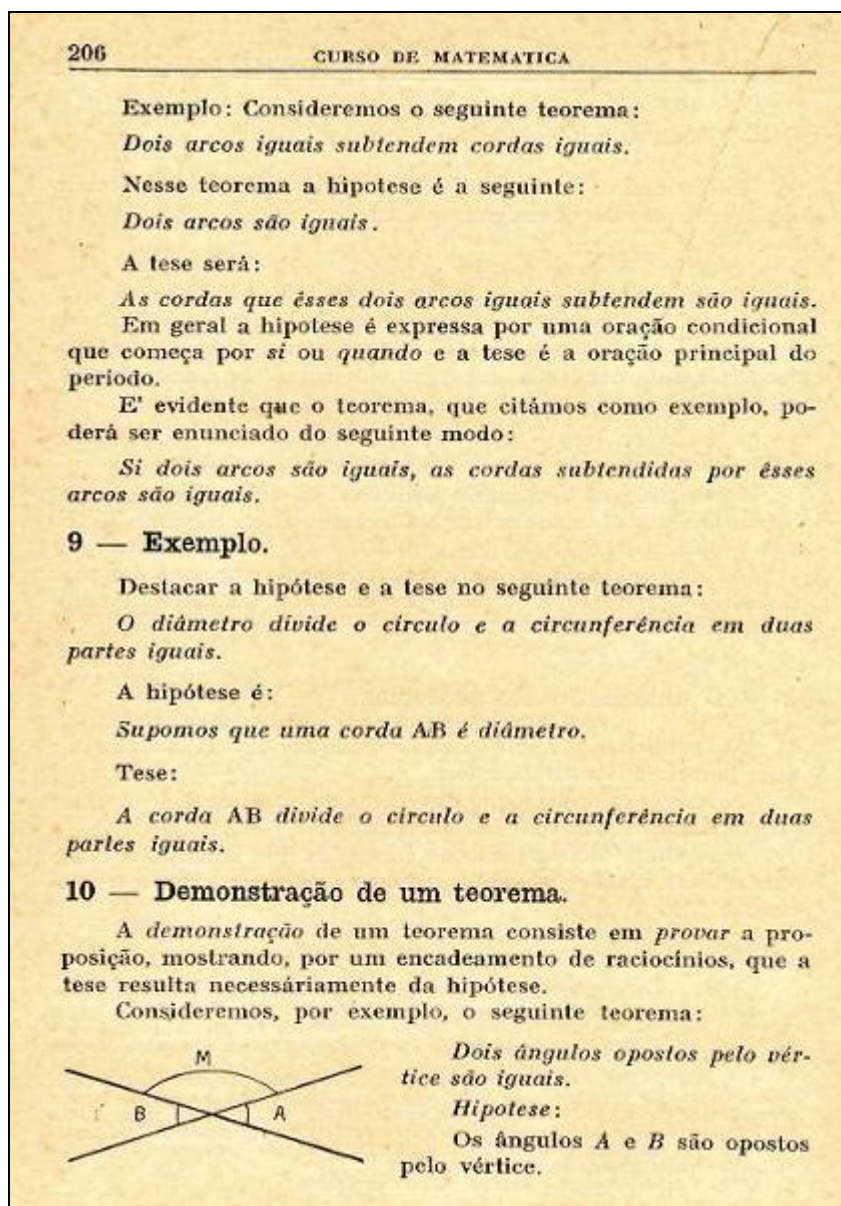 206
CURSO DE MATEMATICA
Exemplo: Consideremos o seguinte teorema:
Dois arcos iguais subtendem cordas iguais.
Nesse teorema a hipotese é a seguinte:
Dois arcos são iguais.
A tese será:
As cordas que êsses dois arcos iguais subtendem são iguais.
Em geral a hipotese é expressa por uma oração condicional
que começa por si ou quando e a tese é a oração principal do
período.
E' evidente que o teorema, que citámos como exemplo, po-
derá ser enunciado do seguinte modo:
Si dois arcos são iguais, as cordas subtendidas por êsses
arcos são iguais.
9 — Exemplo.
Destacar a hipótese e a tese no seguinte teorema:
O diâmetro divide o círculo e a circunferência em duas
partes iguais.
A hipótese é:
Supomos que uma corda AB é diâmetro.
Tese:
A corda AB divide o círculo e a circunferência em duas
partes iguais.
10 — Demonstração de um teorema.
A demonstração de um teorema consiste em provar a pro-
posição, mostrando, por um encadeamento de raciocínios, que a
tese resulta necessáriamente da hipótese.
Consideremos, por exemplo, o seguinte teorema:
M
B
A
Dois ângulos opostos pelo vér-
tice são iguais.
Hipotese:
Os ângulos A e B são opostos
pelo vértice.